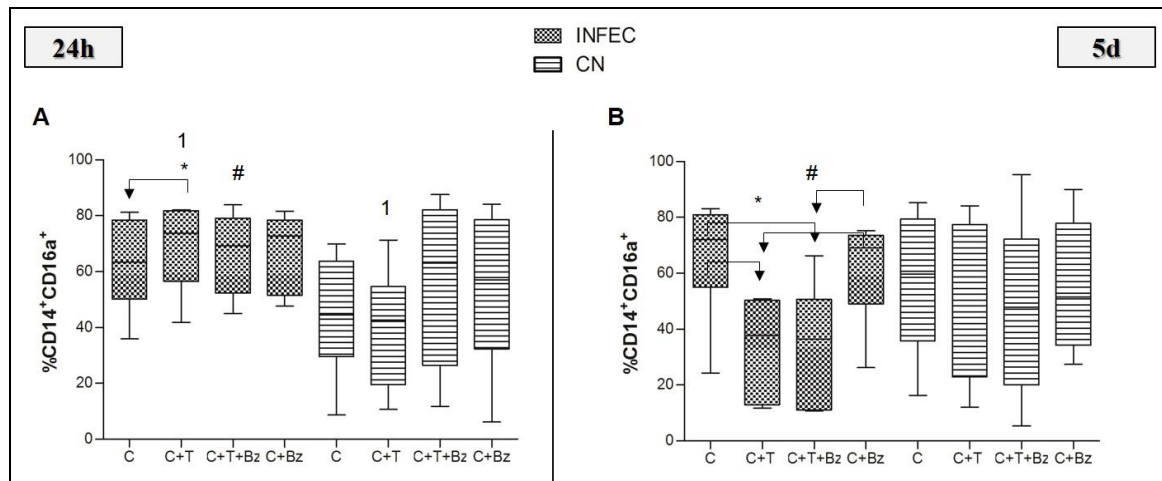 24h
INFEC
CN
5d
A
1
*
#
1
%CD14⁺CD16a⁺
100
80
60
40
20
0
C C+T C+T+Bz C+Bz C C+T C+T+Bz C+Bz
B
#
*
%CD14⁺CD16a⁺
100
80
60
40
20
0
C C+T C+T+Bz C+Bz C C+T C+T+Bz C+Bz